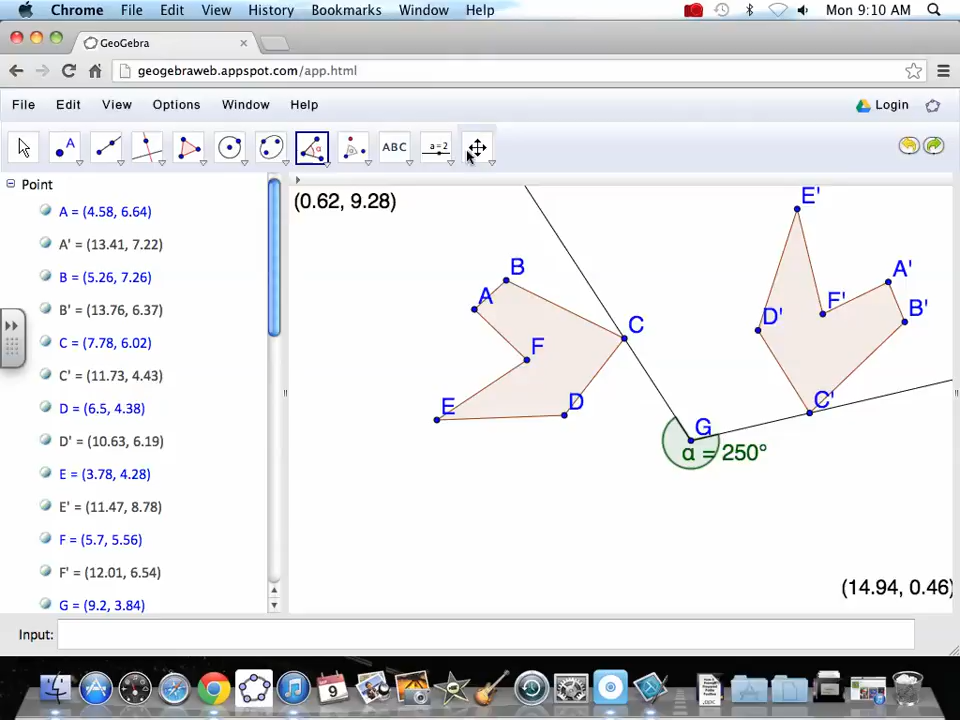 Chrome File Edit View History Bookmarks Window Help Mon 9:10 AM
GeoGebra
geogebraweb.appspot.com/app.html
File Edit View Options Window Help Login
A α ABC a=2
Point
A = (4.58, 6.64)
A' = (13.41, 7.22)
B = (5.26, 7.26)
B' = (13.76, 6.37)
C = (7.78, 6.02)
C' = (11.73, 4.43)
D = (6.5, 4.38)
D' = (10.63, 6.19)
E = (3.78, 4.28)
E' = (11.47, 8.78)
F = (5.7, 5.56)
F' = (12.01, 6.54)
G = (9.2, 3.84)
(0.62, 9.28)
E'
B
A'
A
F'
B'
D'
C
F
E
D
C'
G
α = 250°
(14.94, 0.46)
Input:
9